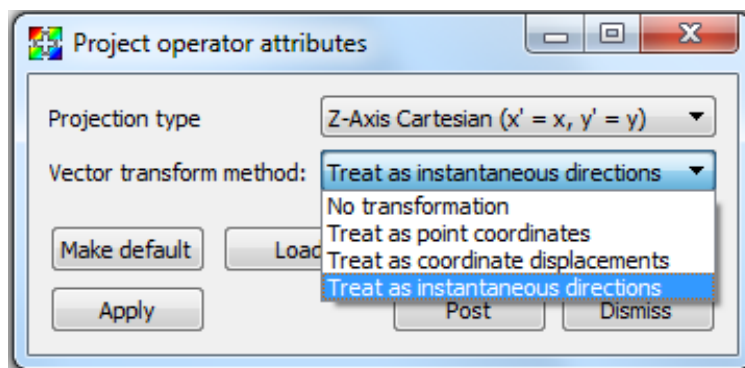 Project operator attributes
Projection type
Z-Axis Cartesian (x' = x, y' = y)
Vector transform method:
Treat as instantaneous directions
No transformation
Treat as point coordinates
Treat as coordinate displacements
Treat as instantaneous directions
Make default
Load
Apply
Post
Dismiss